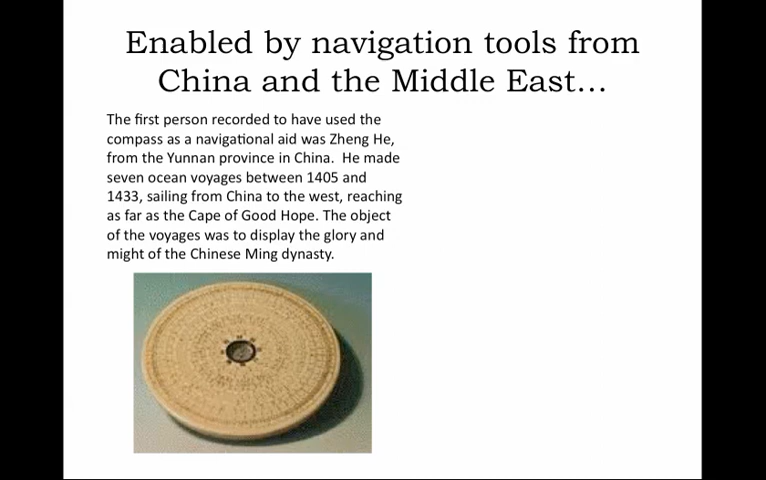 Enabled by navigation tools from
China and the Middle East…
The first person recorded to have used the
compass as a navigational aid was Zheng He,
from the Yunnan province in China.  He made
seven ocean voyages between 1405 and
1433, sailing from China to the west, reaching
as far as the Cape of Good Hope. The object
of the voyages was to display the glory and
might of the Chinese Ming dynasty.